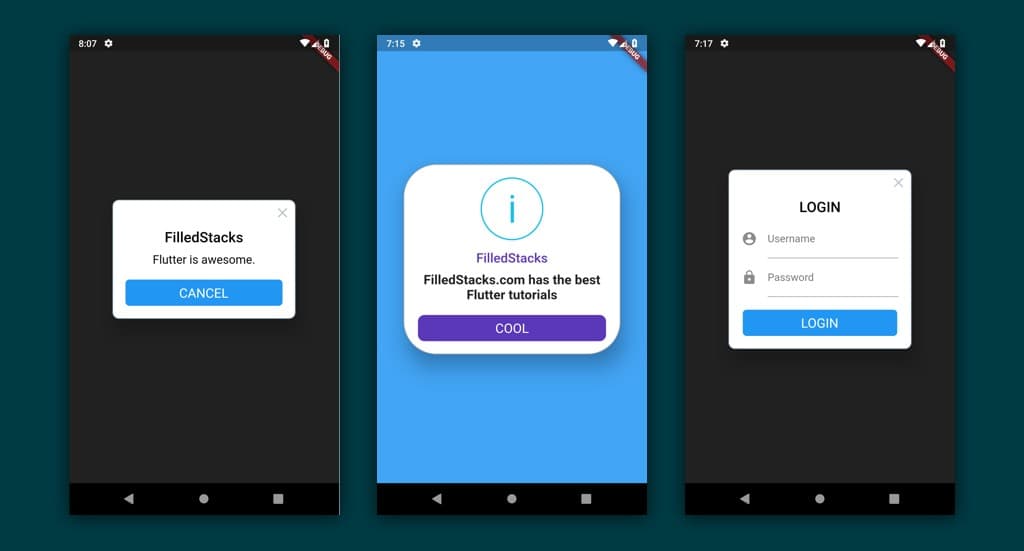 8:07
DEBUG
FilledStacks
Flutter is awesome.
CANCEL
7:15
DEBUG
i
FilledStacks
FilledStacks.com has the best
Flutter tutorials
COOL
7:17
DEBUG
LOGIN
Username
Password
LOGIN